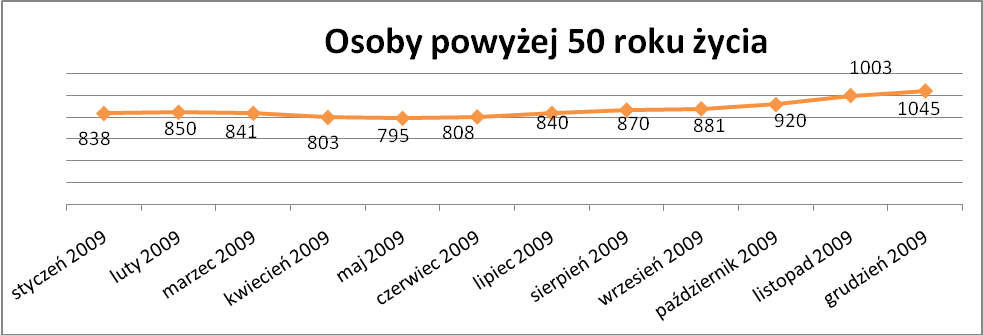 Osoby powyżej 50 roku życia
838
850
841
803
795
808
840
870
881
920
1003
1045
styczeń 2009
luty 2009
marzec 2009
kwiecień 2009
maj 2009
czerwiec 2009
lipiec 2009
sierpień 2009
wrzesień 2009
październik 2009
listopad 2009
grudzień 2009